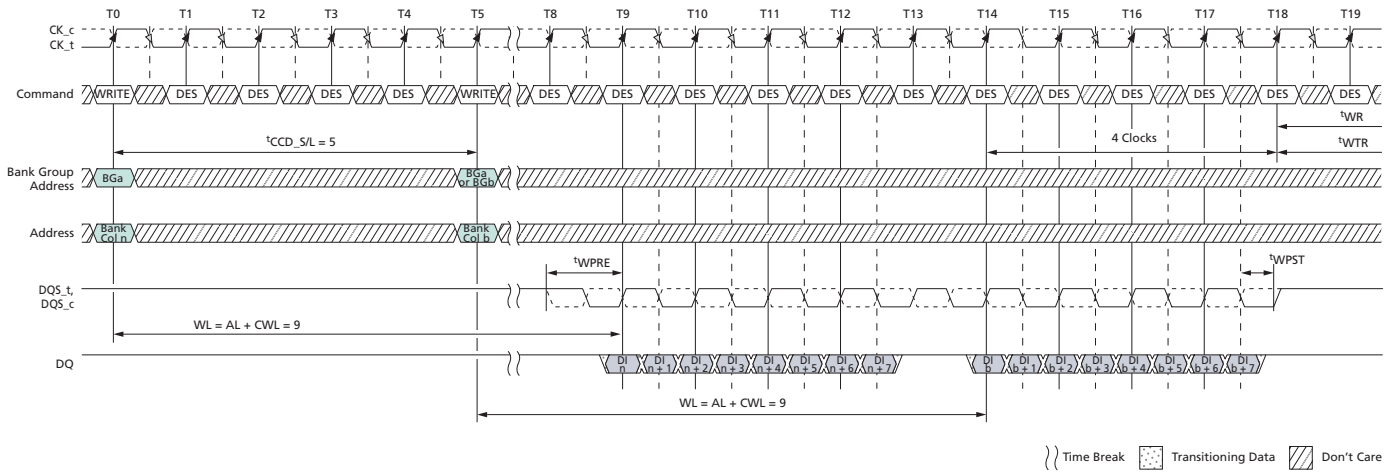 T0 T1 T2 T3 T4 T5 T8 T9 T10 T11 T12 T13 T14 T15 T16 T17 T18 T19
CK_c
CK_t
Command WRITE DES DES DES DES WRITE DES DES DES DES DES DES DES DES DES DES DES DES
tWR
tCCD_S/L = 5
4 Clocks
tWTR
Bank Group
Address
BGa
BGa
or BGb
Address
Bank
Col n
Bank
Col b
tWPRE
tWPST
DQS_t,
DQS_c
WL = AL + CWL = 9
DQ
DI
n
DI
n + 1
DI
n + 2
DI
n + 3
DI
n + 4
DI
n + 5
DI
n + 6
DI
n + 7
DI
b
DI
b + 1
DI
b + 2
DI
b + 3
DI
b + 4
DI
b + 5
DI
b + 6
DI
b + 7
WL = AL + CWL = 9
Time Break
Transitioning Data
Don't Care